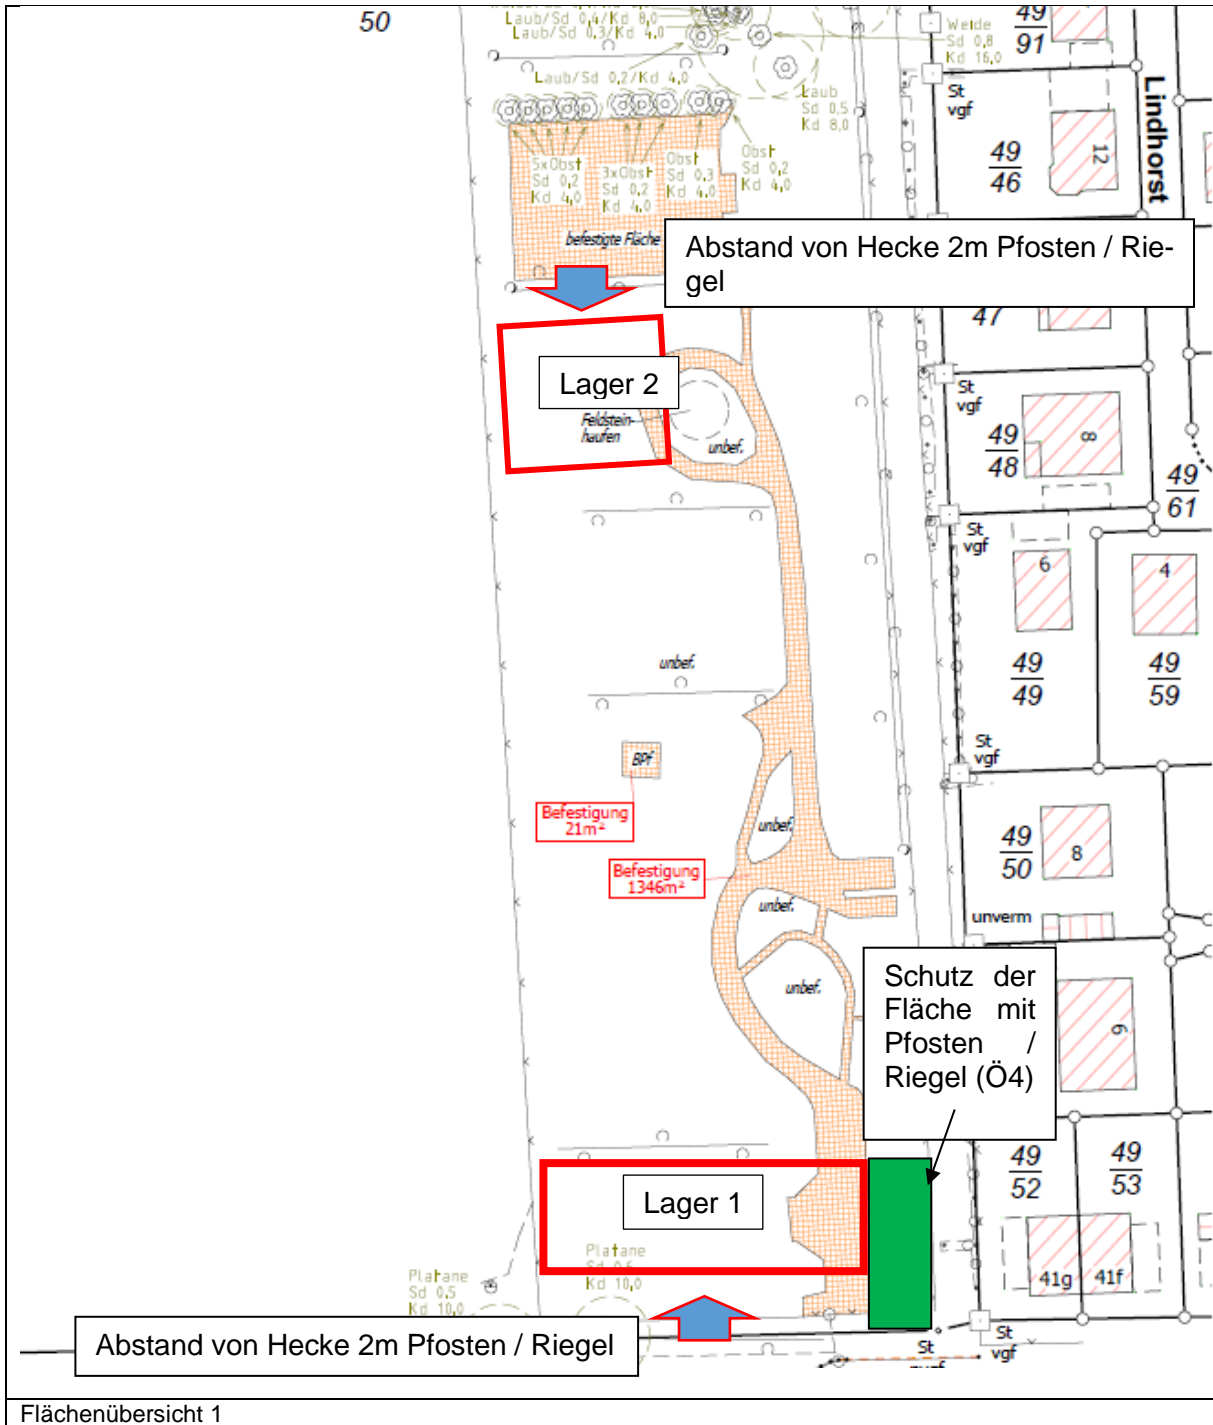 50
Laub/Sd 0,4/Kd 8,0
Laub/Sd 0,3/Kd 4,0
Laub/Sd 0,2/Kd 4,0
Weide
Sd 0,8
Kd 16,0
49
91
Laub
Sd 0,5
Kd 8,0
St
vgf
Lindhorst
12
49
46
5xObst
Sd 0,2
Kd 4,0
3xObst
Sd 0,2
Kd 4,0
Obst
Sd 0,3
Kd 4,0
Obst
Sd 0,2
Kd 4,0
befestigte Fläche
Abstand von Hecke 2m Pfosten / Rie-
gel
47
Lager 2
Feldstein-
haufen
unbef.
St
vgf
49
48
8
49
61
St
vgf
6
4
49
49
49
59
unbef.
St
vgf
BPf
Befestigung
21m²
unbef.
49
50
8
Befestigung
1346m²
unbef.
unverm
unbef.
Schutz der
Fläche mit
Pfosten /
Riegel (Ö4)
6
49
52
49
53
Lager 1
Platane
Sd 0,6
Kd 10,0
Platane
Sd 0,5
Kd 10,0
41g
41f
Abstand von Hecke 2m Pfosten / Riegel
St
St
vgf
Flächenübersicht 1